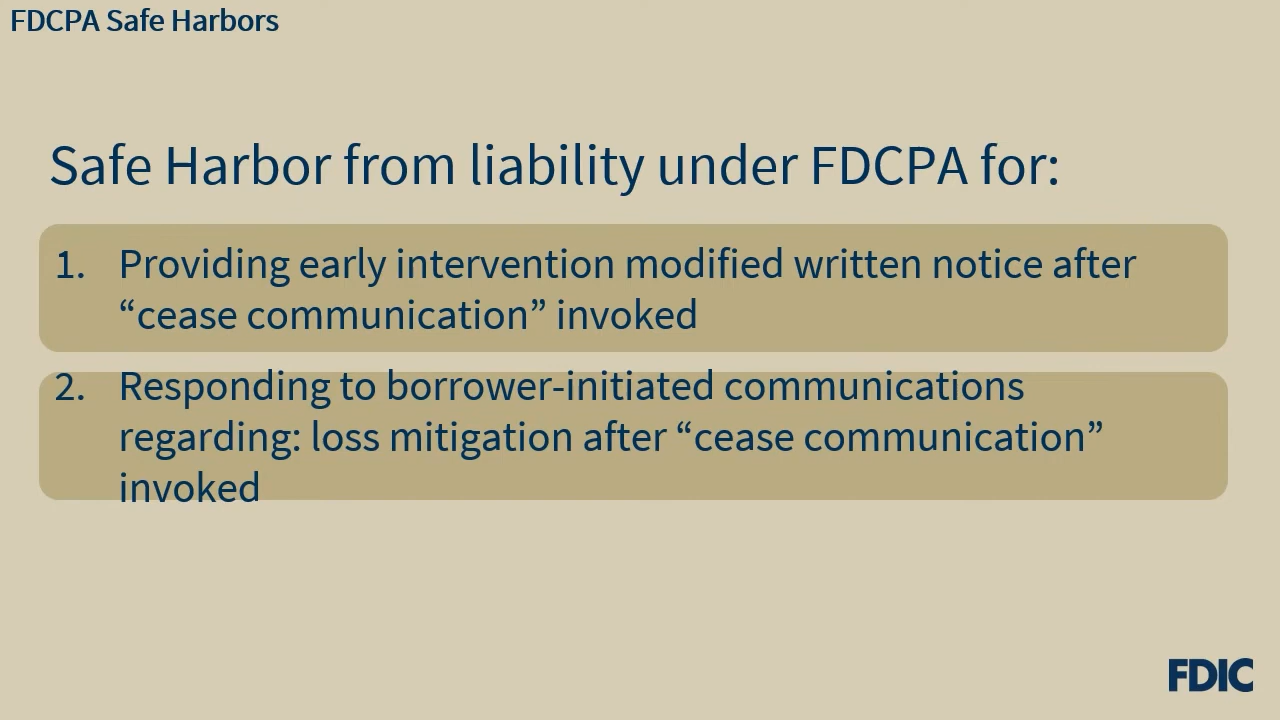 FDCPA Safe Harbors
Safe Harbor from liability under FDCPA for:
1. Providing early intervention modified written notice after
“cease communication” invoked
2. Responding to borrower-initiated communications
regarding: loss mitigation after “cease communication”
invoked
FDIC